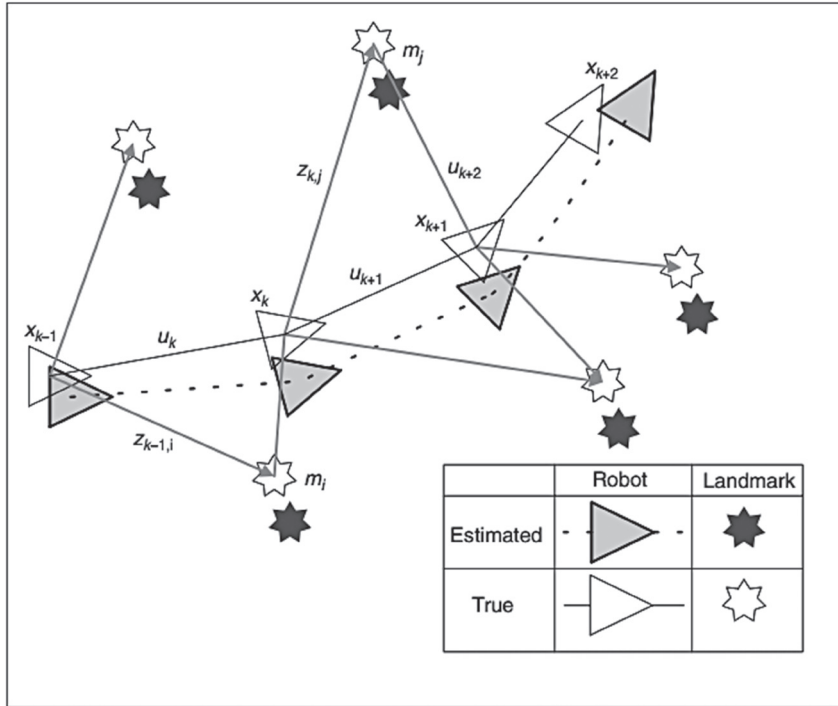 m_j
x_{k+2}
z_{k,j}
u_{k+2}
x_{k+1}
u_{k+1}
x_k
x_{k–1}
u_k
z_{k–1,i}
m_i
Robot Landmark
Estimated
True